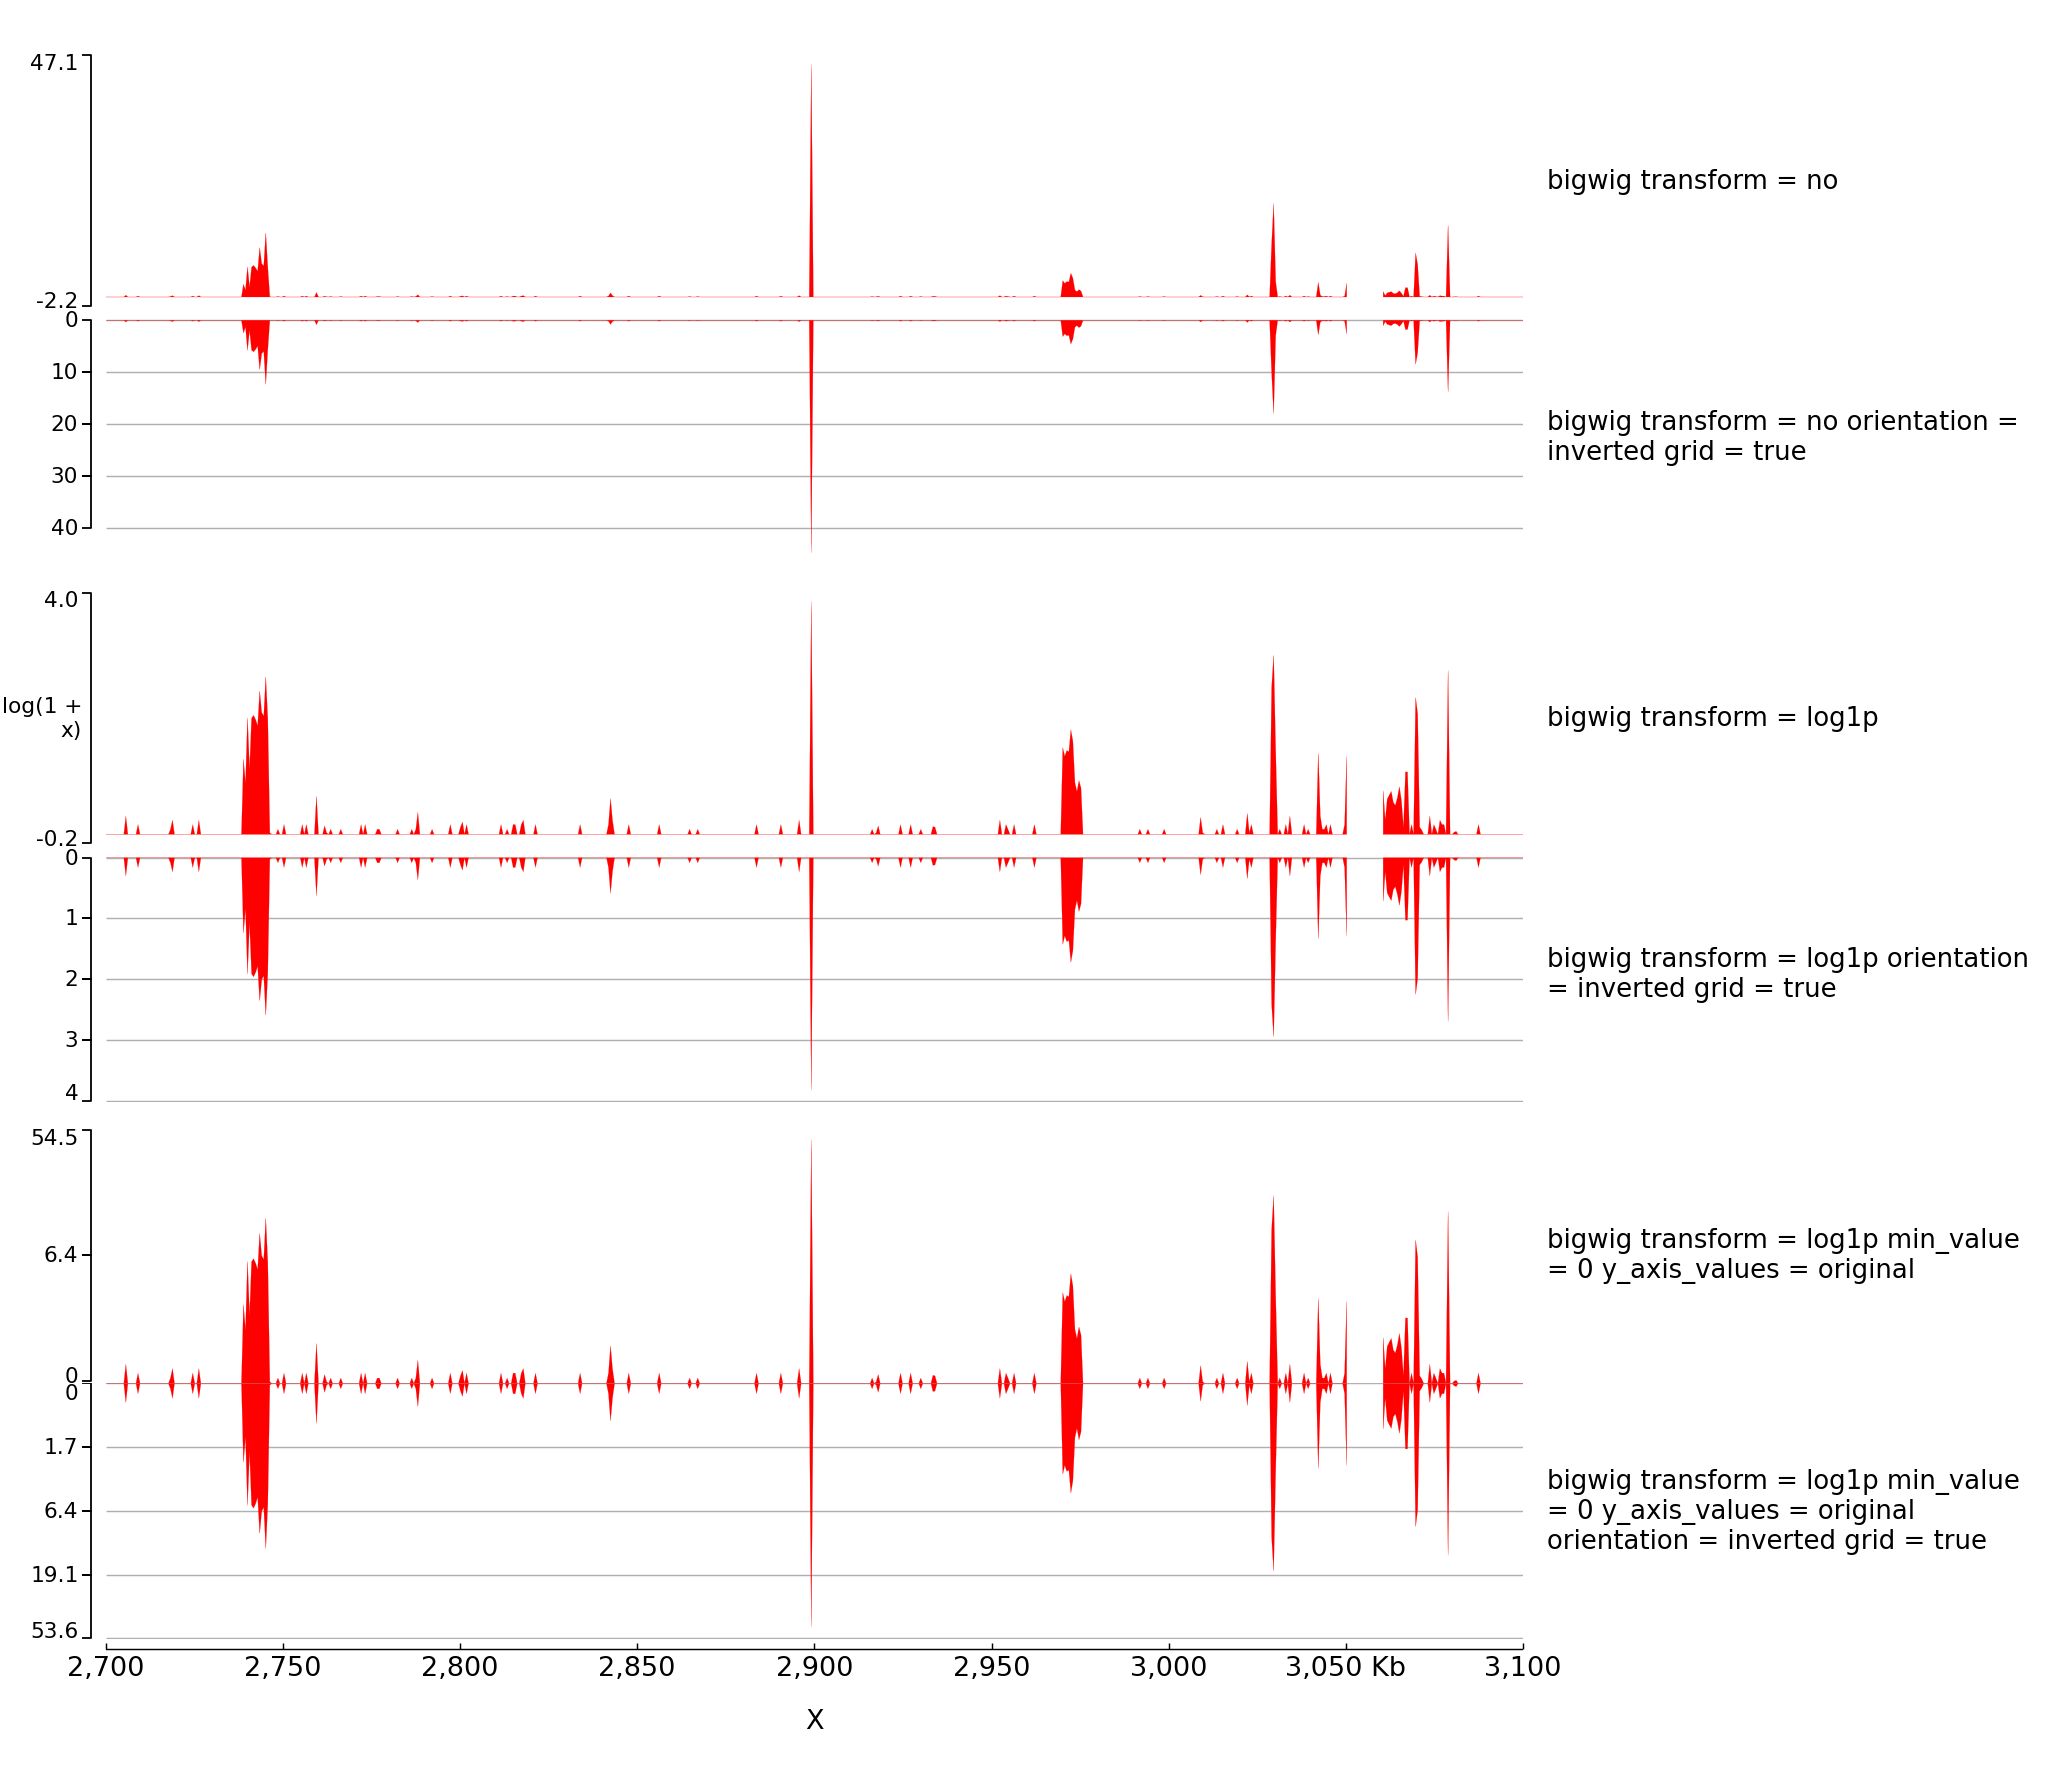 47.1
bigwig transform = no
-2.2
0
10
20
30
40
bigwig transform = no orientation =
inverted grid = true
4.0
log(1 +
x)
bigwig transform = log1p
-0.2
0
1
2
3
4
bigwig transform = log1p orientation
= inverted grid = true
54.5
6.4
0
bigwig transform = log1p min_value
= 0 y_axis_values = original
0
1.7
6.4
19.1
53.6
bigwig transform = log1p min_value
= 0 y_axis_values = original
orientation = inverted grid = true
2,700 2,750 2,800 2,850 2,900 2,950 3,000 3,050 Kb 3,100
X